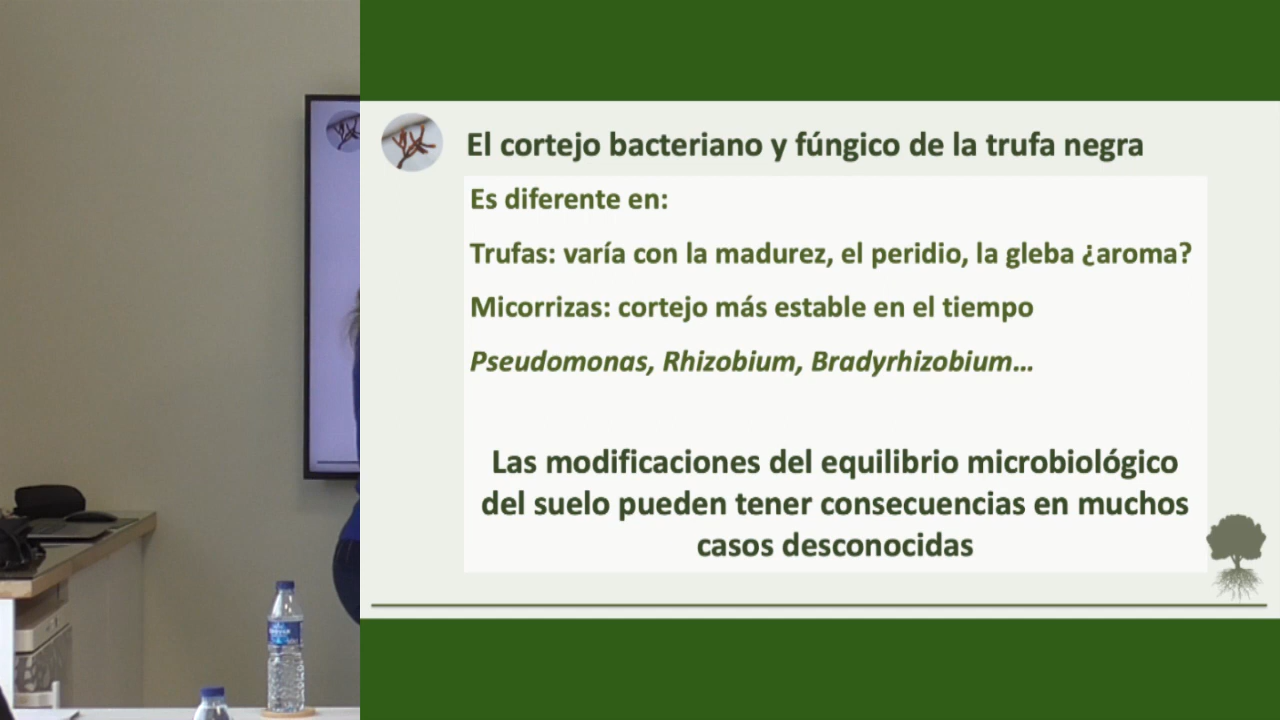 El cortejo bacteriano y fúngico de la trufa negra
Es diferente en:
Trufas: varía con la madurez, el peridio, la gleba ¿aroma?
Micorrizas: cortejo más estable en el tiempo
Pseudomonas, Rhizobium, Bradyrhizobium...
Las modificaciones del equilibrio microbiológico
del suelo pueden tener consecuencias en muchos
casos desconocidas